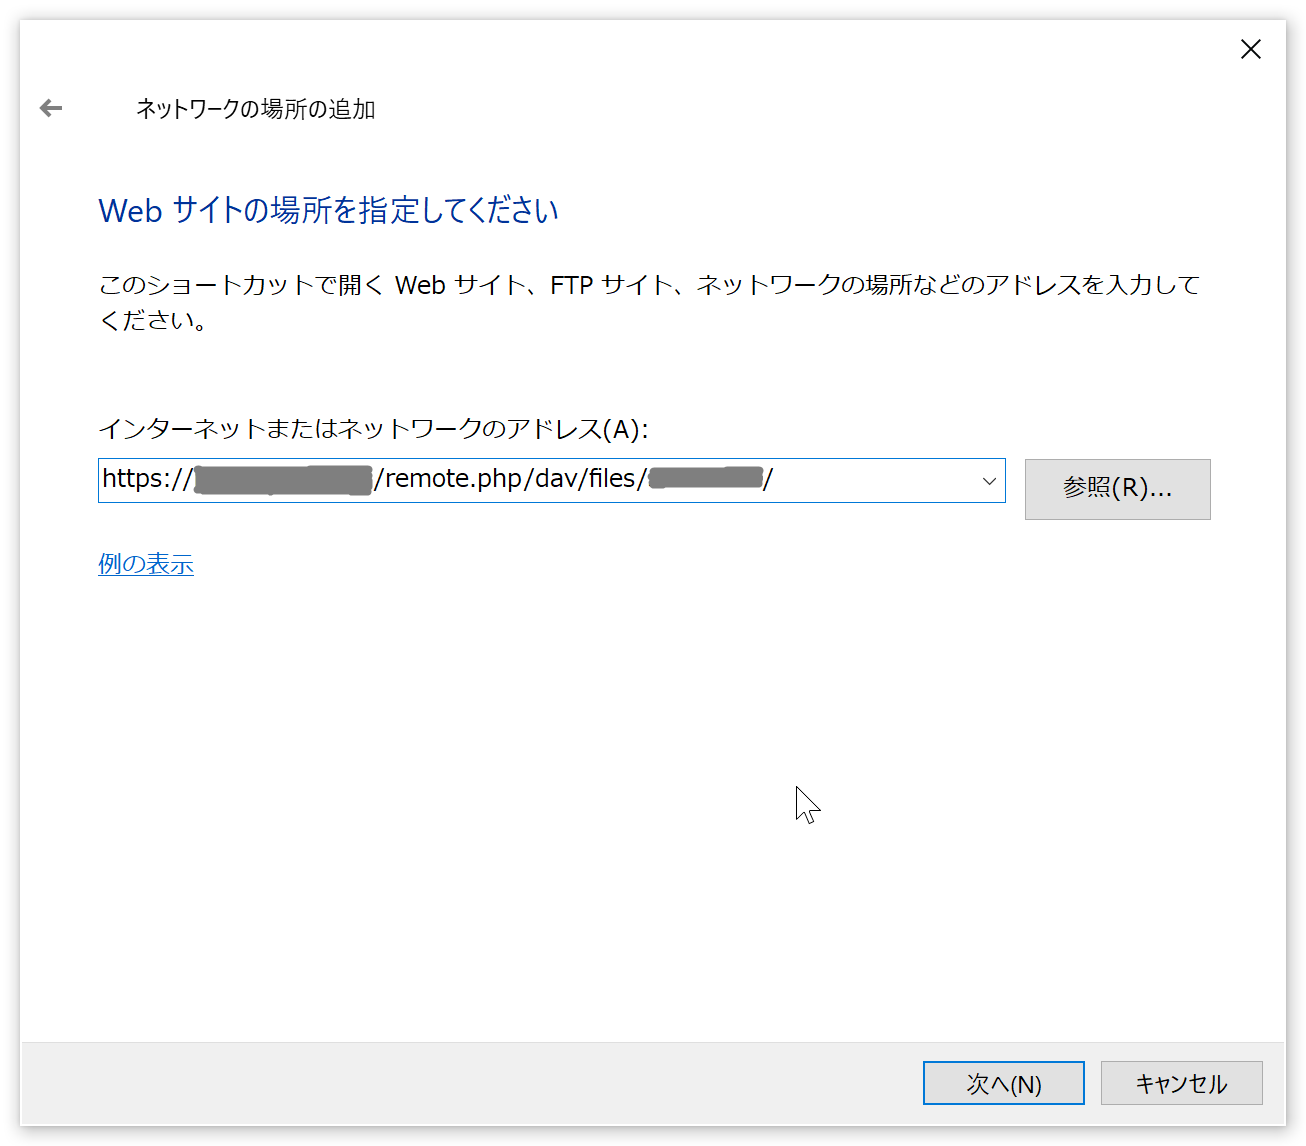 ネットワークの場所の追加
Web サイトの場所を指定してください
このショートカットで開く Web サイト、FTP サイト、ネットワークの場所などのアドレスを入力して
ください。
インターネットまたはネットワークのアドレス(A):
https:// /remote.php/dav/files/ /
参照(R)...
例の表示
次へ(N)
キャンセル